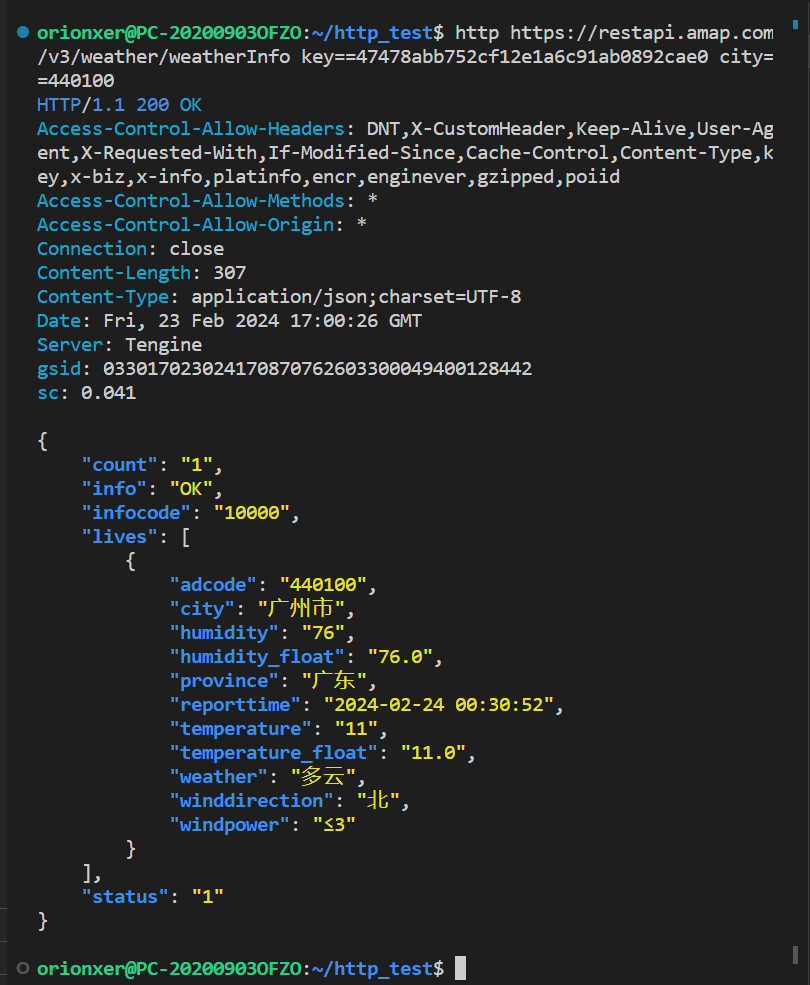 orionxer@PC-20200903OFZO:~/http_test$ http https://restapi.amap.com
/v3/weather/weatherInfo key==47478abb752cf12e1a6c91ab0892cae0 city=
=440100
HTTP/1.1 200 OK
Access-Control-Allow-Headers: DNT,X-CustomHeader,Keep-Alive,User-Ag
ent,X-Requested-With,If-Modified-Since,Cache-Control,Content-Type,k
ey,x-biz,x-info,platinfo,encr,enginever,gzipped,poiid
Access-Control-Allow-Methods: *
Access-Control-Allow-Origin: *
Connection: close
Content-Length: 307
Content-Type: application/json;charset=UTF-8
Date: Fri, 23 Feb 2024 17:00:26 GMT
Server: Tengine
gsid: 033017023024170870762603300049400128442
sc: 0.041
{
    "count": "1",
    "info": "OK",
    "infocode": "10000",
    "lives": [
        {
            "adcode": "440100",
            "city": "广州市",
            "humidity": "76",
            "humidity_float": "76.0",
            "province": "广东",
            "reporttime": "2024-02-24 00:30:52",
            "temperature": "11",
            "temperature_float": "11.0",
            "weather": "多云",
            "winddirection": "北",
            "windpower": "≤3"
        }
    ],
    "status": "1"
}
orionxer@PC-20200903OFZO:~/http_test$